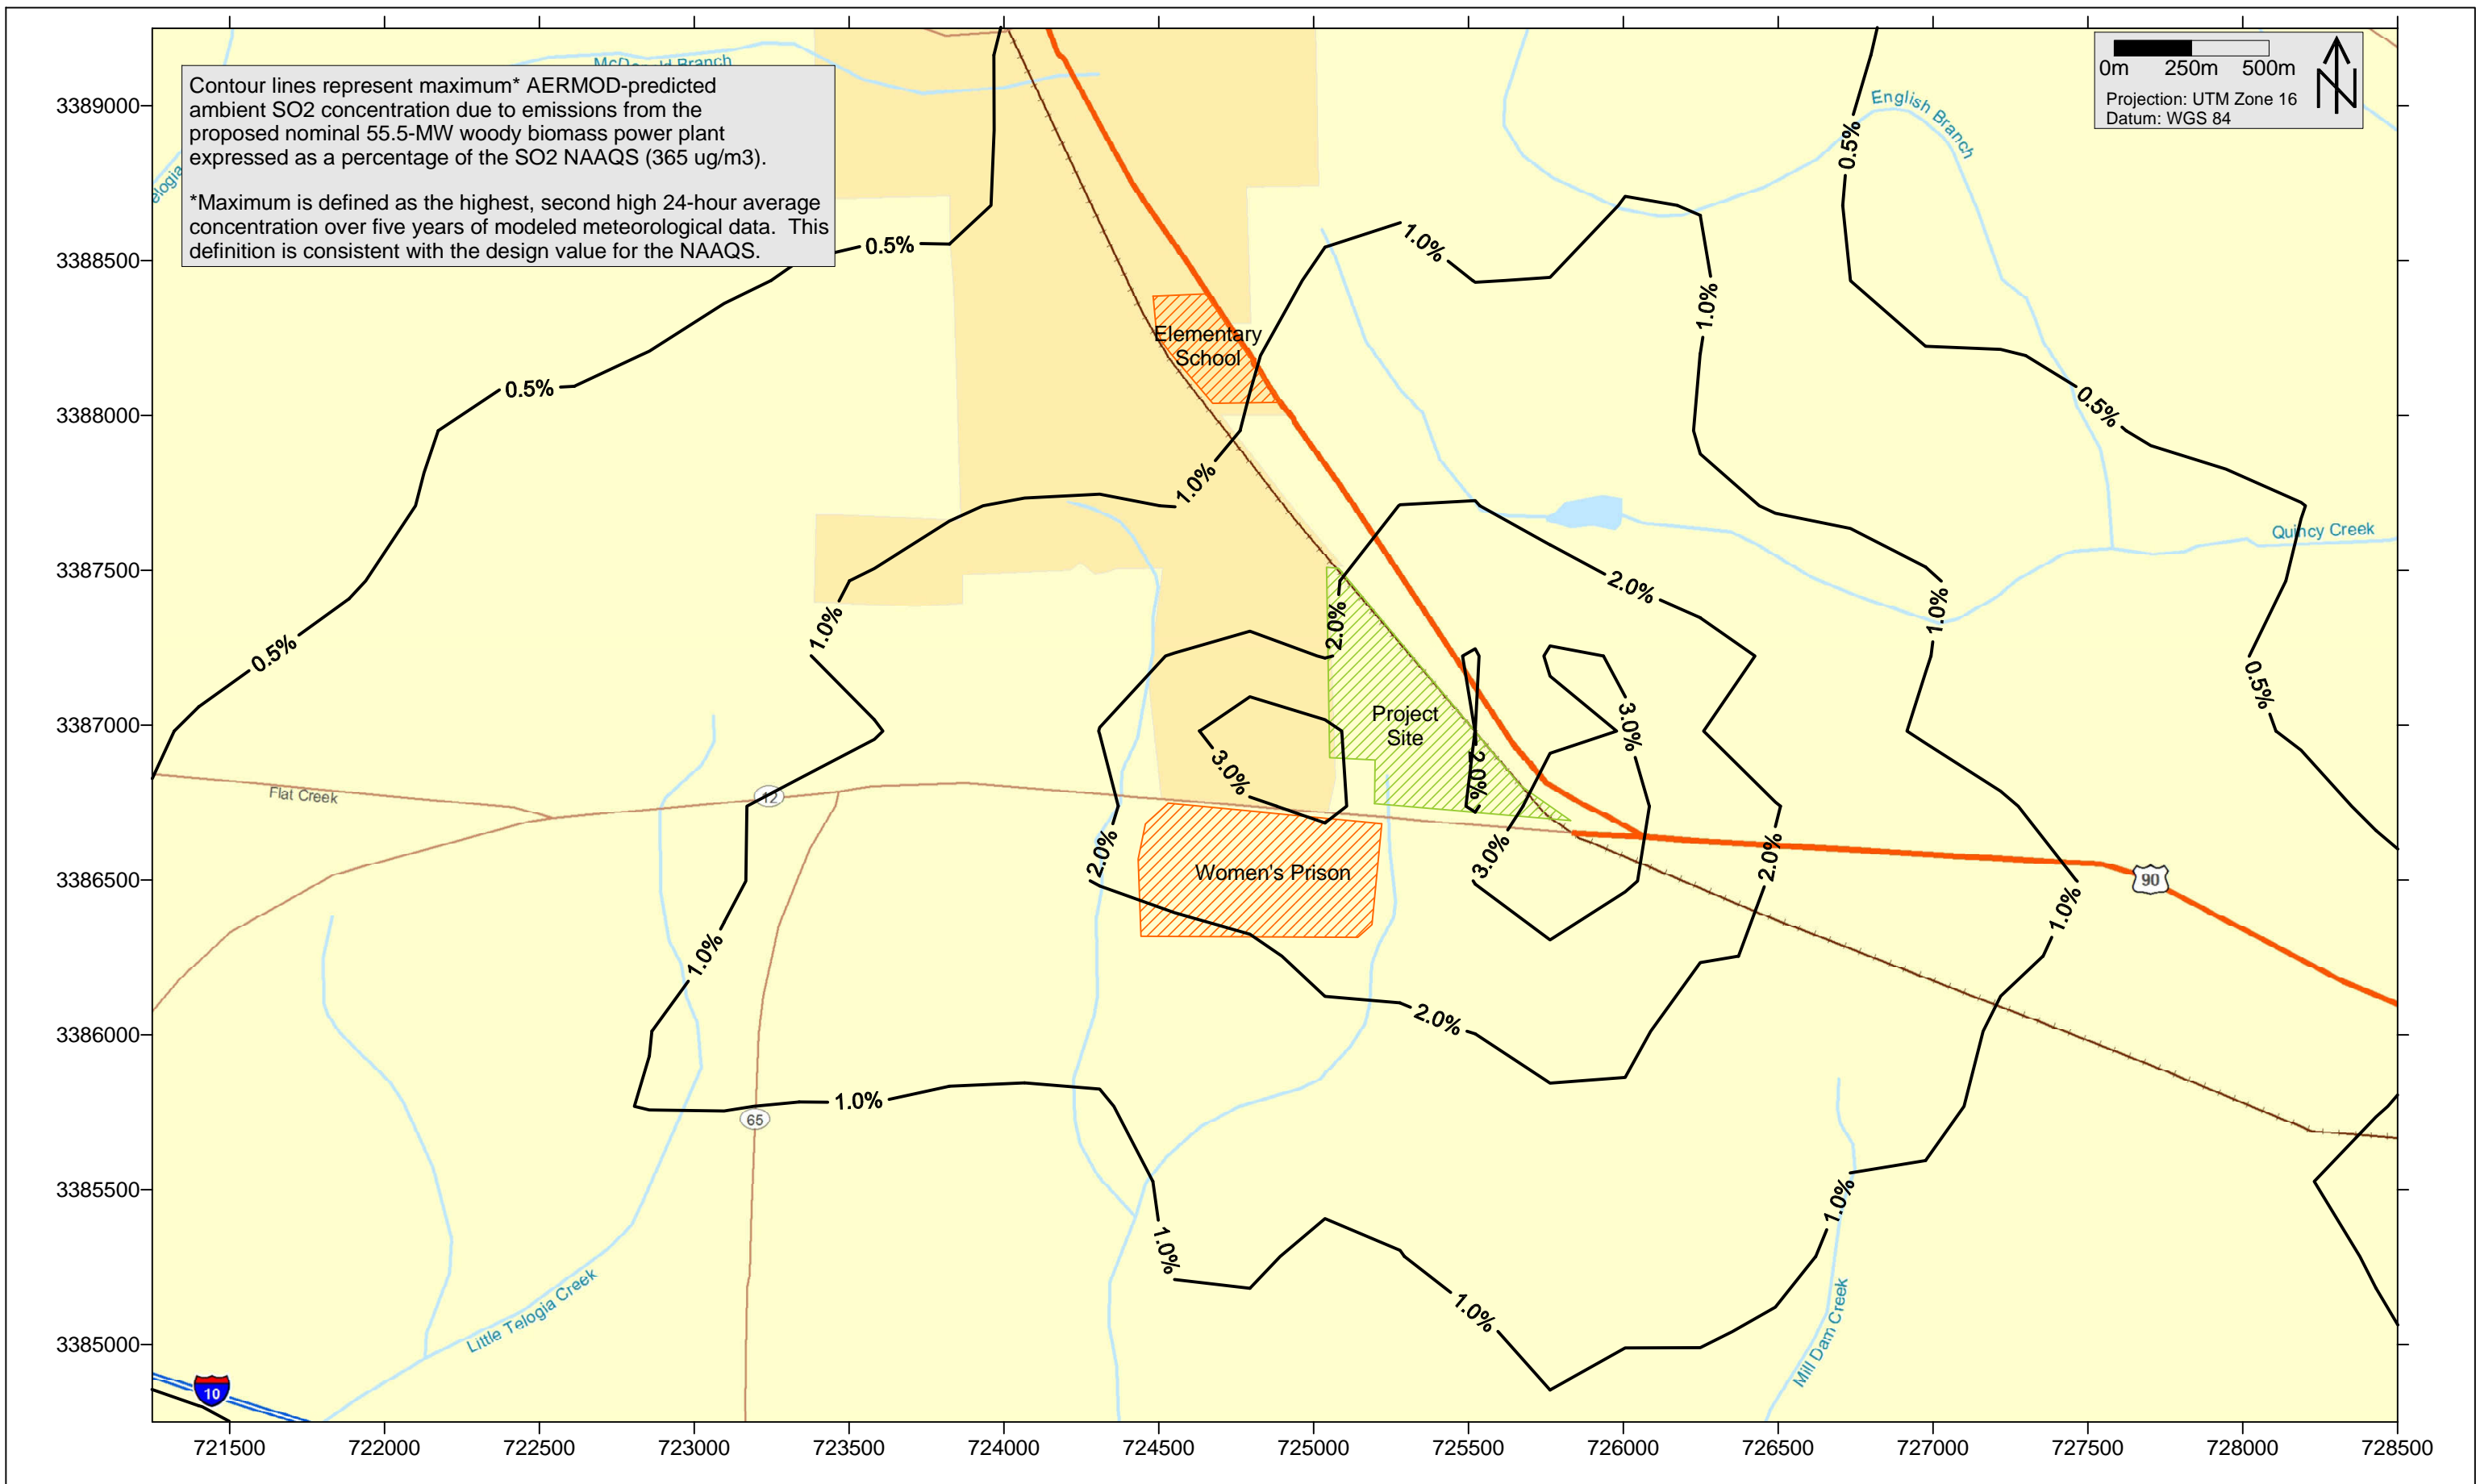 McDonald Branch
Contour lines represent maximum* AERMOD-predicted
ambient SO2 concentration due to emissions from the
proposed nominal 55.5-MW woody biomass power plant
expressed as a percentage of the SO2 NAAQS (365 ug/m3).
*Maximum is defined as the highest, second high 24-hour average
concentration over five years of modeled meteorological data. This
definition is consistent with the design value for the NAAQS.
0m 250m 500m
Projection: UTM Zone 16
Datum: WGS 84
N
3389000
English Branch
0.5%
3388500
0.5%
1.0%
1.0%
Elementary
School
3388000
0.5%
0.5%
1.0%
Quincy Creek
3387500
2.0%
1.0%
2.0%
1.0%
0.5%
0.5%
3387000
Project
Site
3.0%
3.0%
2.0%
Flat Creek
12
2.0%
3.0%
2.0%
3386500
Women's Prison
90
1.0%
1.0%
3386000
2.0%
1.0%
65
3385500
1.0%
1.0%
Little Telogia Creek
1.0%
Mill Dam Creek
3385000
10
721500 722000 722500 723000 723500 724000 724500 725000 725500 726000 726500 727000 727500 728000 728500